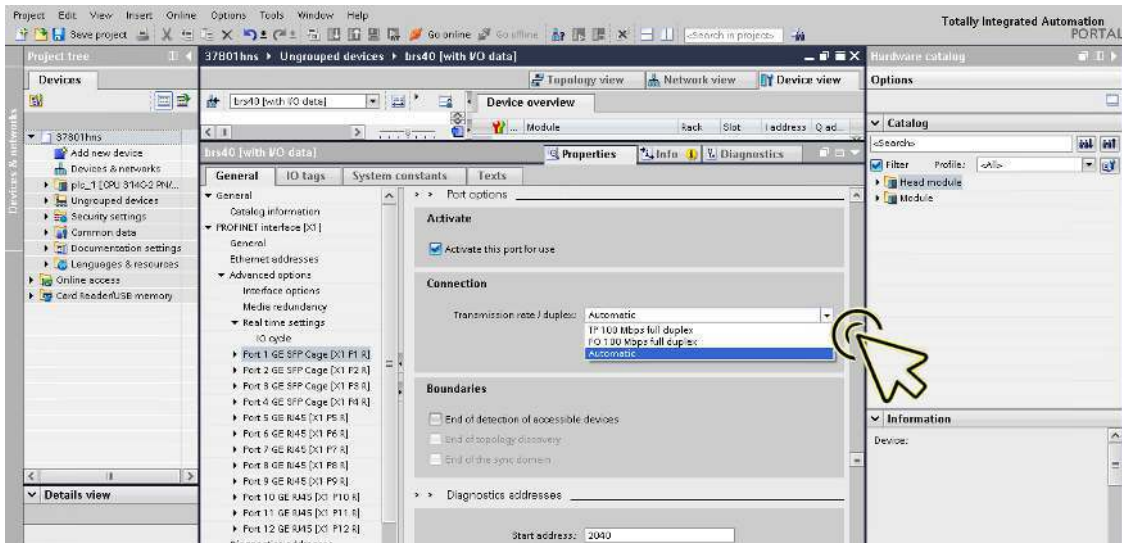 Project Edit View Insert Online Options Tools Window Help
Totally Integrated Automation
PORTAL
Save project
Go online
Go offline
<Search in project>
Project tree
37801hns › Ungrouped devices › brs40 [with I/O data]
Hardware catalog
Devices
Topology view
Network view
Device view
Options
brs40 [with I/O data]
Device overview
... Module Rack Slot I address Q ad...
Devices & networks
37801hns
Add new device
Devices & networks
plc_1 [CPU 314C-2 PN/...
Ungrouped devices
Security settings
Common data
Documentation settings
Languages & resources
Online access
Card Reader/USB memory
Details view
brs40 [with I/O data]
Properties
Info
Diagnostics
General IO tags System constants Texts
General
Catalog information
PROFINET interface [X1]
General
Ethernet addresses
Advanced options
Interface options
Media redundancy
Real time settings
IO cycle
Port 1 GE SFP Cage [X1 P1 R]
Port 2 GE SFP Cage [X1 P2 R]
Port 3 GE SFP Cage [X1 P3 R]
Port 4 GE SFP Cage [X1 P4 R]
Port 5 GE RJ45 [X1 P5 R]
Port 6 GE RJ45 [X1 P6 R]
Port 7 GE RJ45 [X1 P7 R]
Port 8 GE RJ45 [X1 P8 R]
Port 9 GE RJ45 [X1 P9 R]
Port 10 GE RJ45 [X1 P10 R]
Port 11 GE RJ45 [X1 P11 R]
Port 12 GE RJ45 [X1 P12 R]
Diagnostics addresses
> > Port options
Activate
Activate this port for use
Connection
Transmission rate / duplex: Automatic
TP 100 Mbps full duplex
FO 100 Mbps full duplex
Automatic
Boundaries
End of detection of accessible devices
End of topology discovery
End of the sync domain
> > Diagnostics addresses
Start address: 2040
Catalog
<Search>
Filter Profile: <All>
Head module
Module
Information
Device: